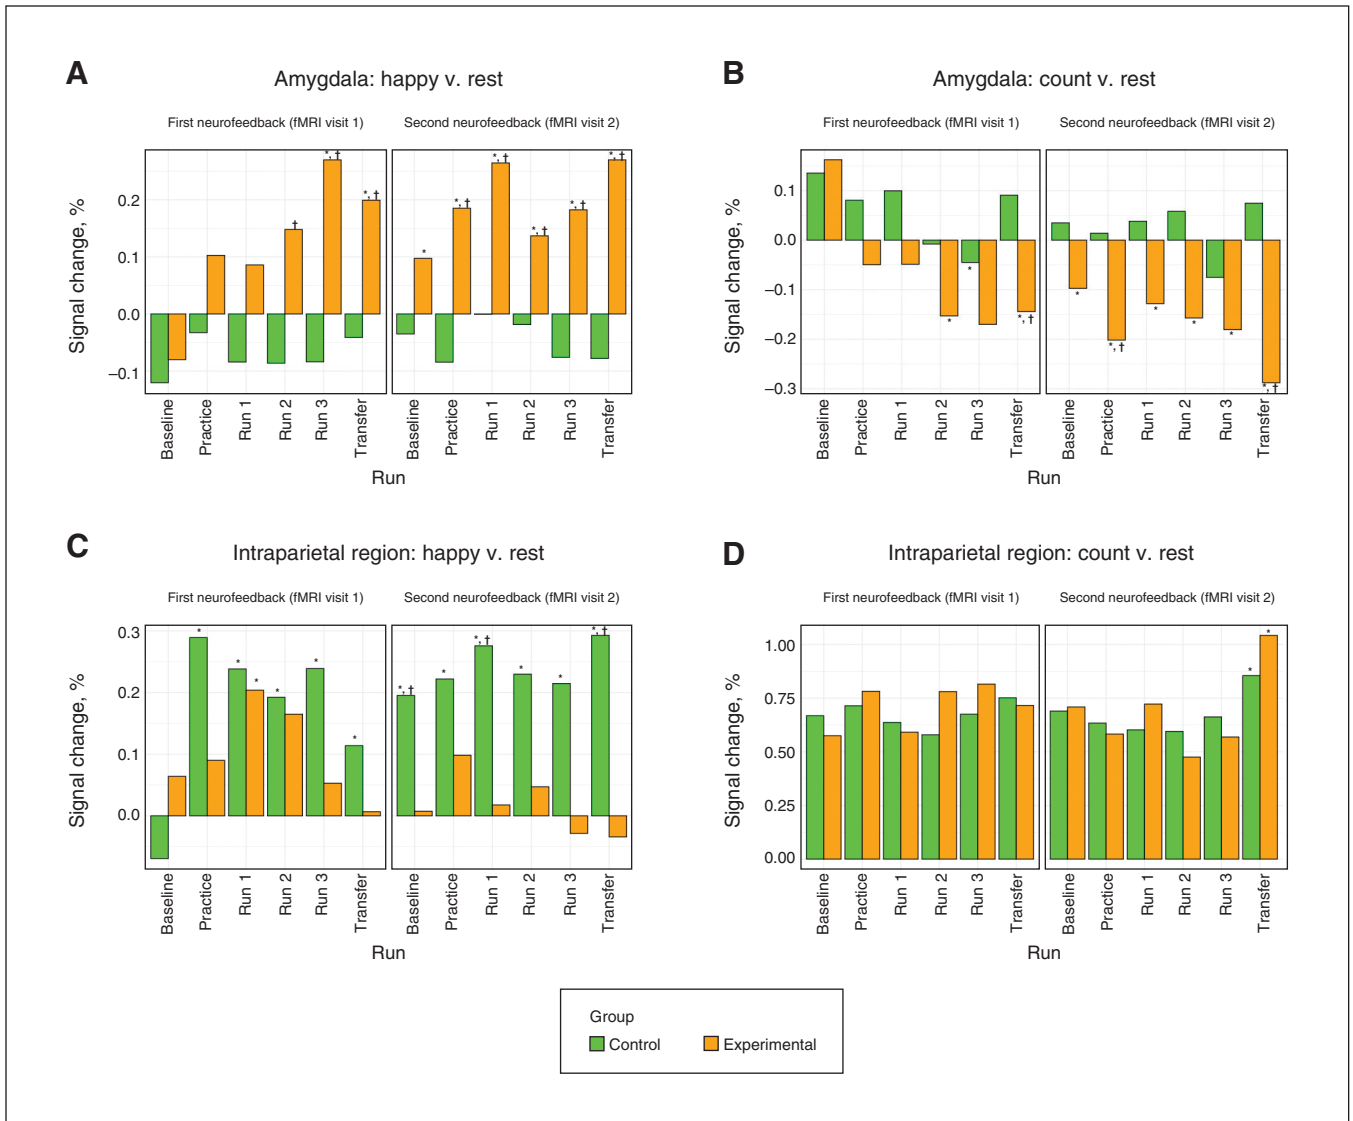 A
Amygdala: happy v. rest
First neurofeedback (fMRI visit 1)
Second neurofeedback (fMRI visit 2)
Signal change, %
0.2
0.1
0.0
−0.1
*, †
*, †
†
*
*, †
*, †
*, †
*, †
*, †
Baseline
Practice
Run 1
Run 2
Run 3
Transfer
Baseline
Practice
Run 1
Run 2
Run 3
Transfer
Run
B
Amygdala: count v. rest
First neurofeedback (fMRI visit 1)
Second neurofeedback (fMRI visit 2)
Signal change, %
0.1
0.0
−0.1
−0.2
−0.3
*
*
*, †
*
*, †
*
*
*
*, †
Baseline
Practice
Run 1
Run 2
Run 3
Transfer
Baseline
Practice
Run 1
Run 2
Run 3
Transfer
Run
C
Intraparietal region: happy v. rest
First neurofeedback (fMRI visit 1)
Second neurofeedback (fMRI visit 2)
Signal change, %
0.3
0.2
0.1
0.0
*
*
*
*
*
*
*, †
*
*, †
*
*
*, †
Baseline
Practice
Run 1
Run 2
Run 3
Transfer
Baseline
Practice
Run 1
Run 2
Run 3
Transfer
Run
D
Intraparietal region: count v. rest
First neurofeedback (fMRI visit 1)
Second neurofeedback (fMRI visit 2)
Signal change, %
1.00
0.75
0.50
0.25
0.00
*
*
Baseline
Practice
Run 1
Run 2
Run 3
Transfer
Baseline
Practice
Run 1
Run 2
Run 3
Transfer
Run
Group
Control
Experimental